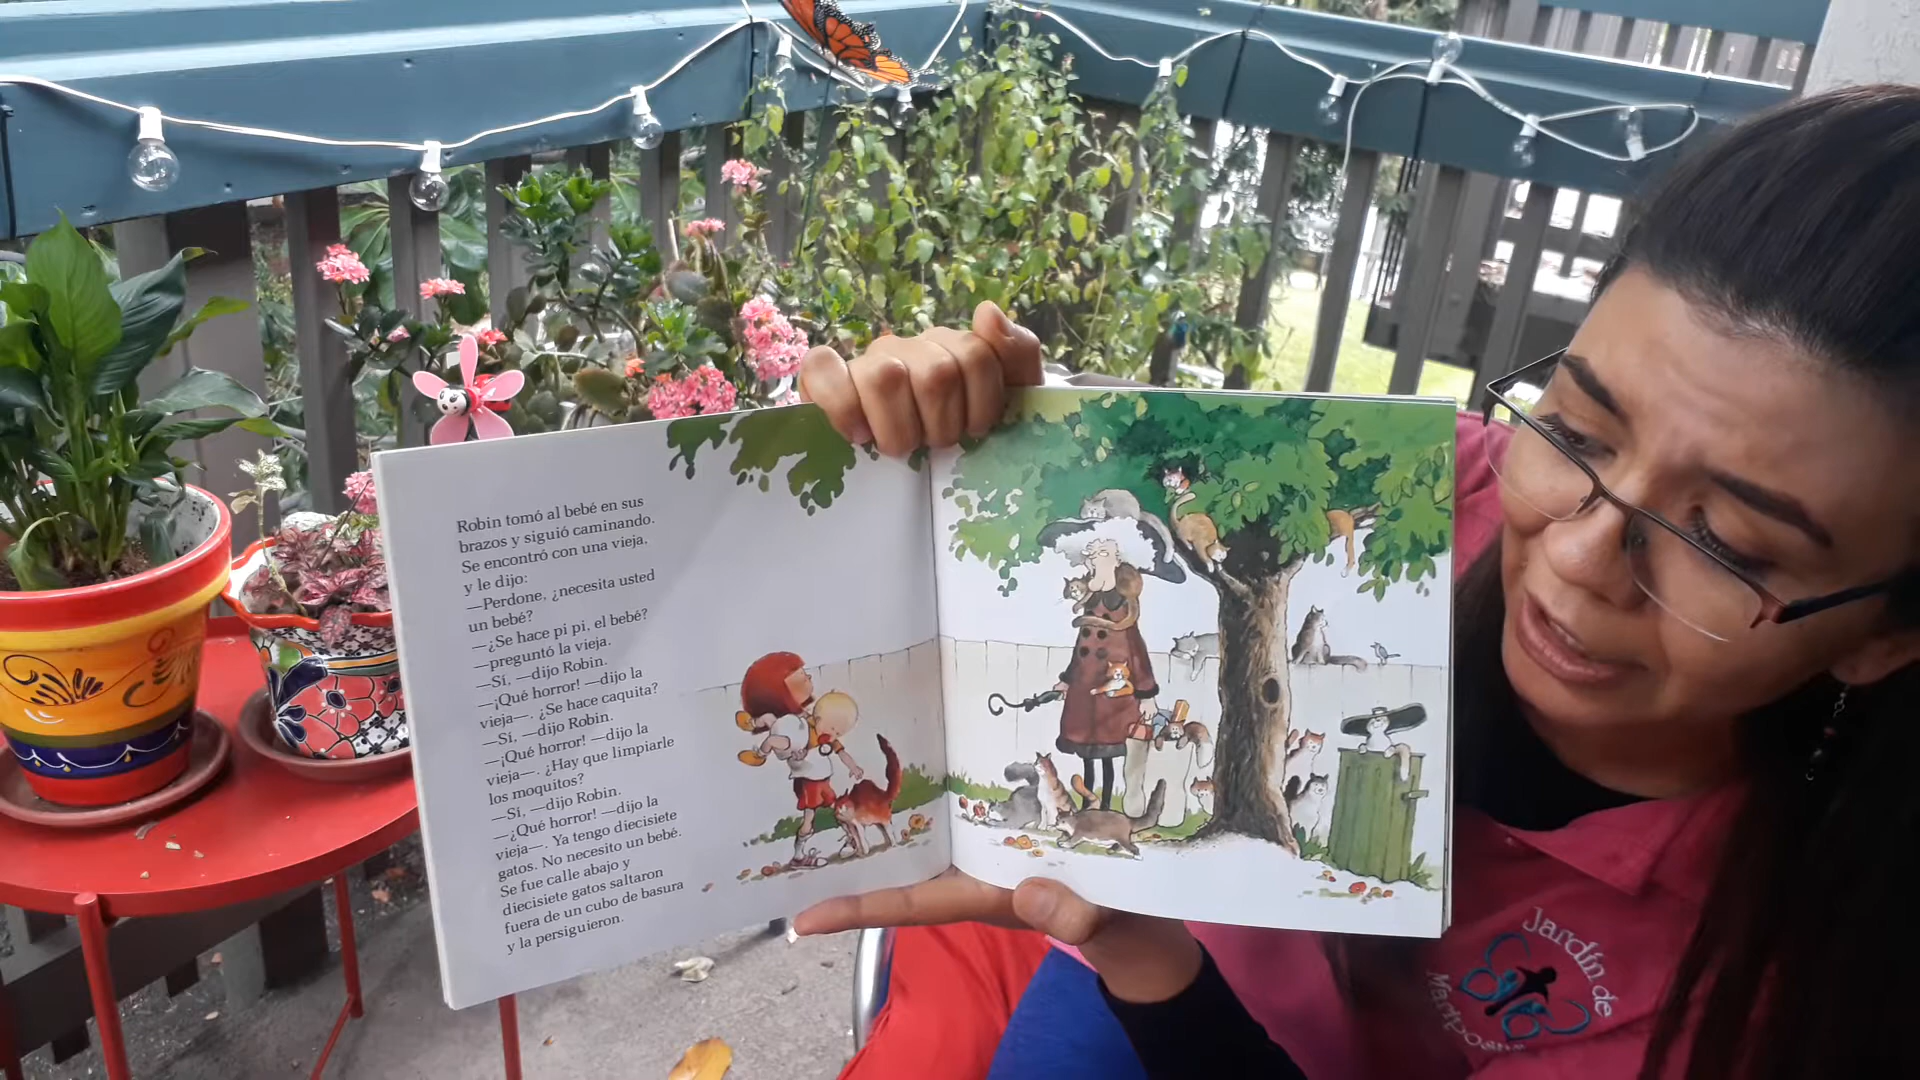 Robin tomó al bebé en sus
brazos y siguió caminando.
Se encontró con una vieja,
y le dijo:
—Perdone, ¿necesita usted
un bebé?
—¿Se hace pi pi, el bebé?
—preguntó la vieja.
—Sí, —dijo Robin.
—¡Qué horror! —dijo la
vieja—. ¿Se hace caquita?
—Sí, —dijo Robin.
—¡Qué horror! —dijo la
vieja—. ¿Hay que limpiarle
los moquitos?
—Sí, —dijo Robin.
—¡Qué horror! —dijo la
vieja—. Ya tengo diecisiete
gatos. No necesito un bebé.
Se fue calle abajo y
diecisiete gatos saltaron
fuera de un cubo de basura
y la persiguieron.
Jardín de
Mariposas